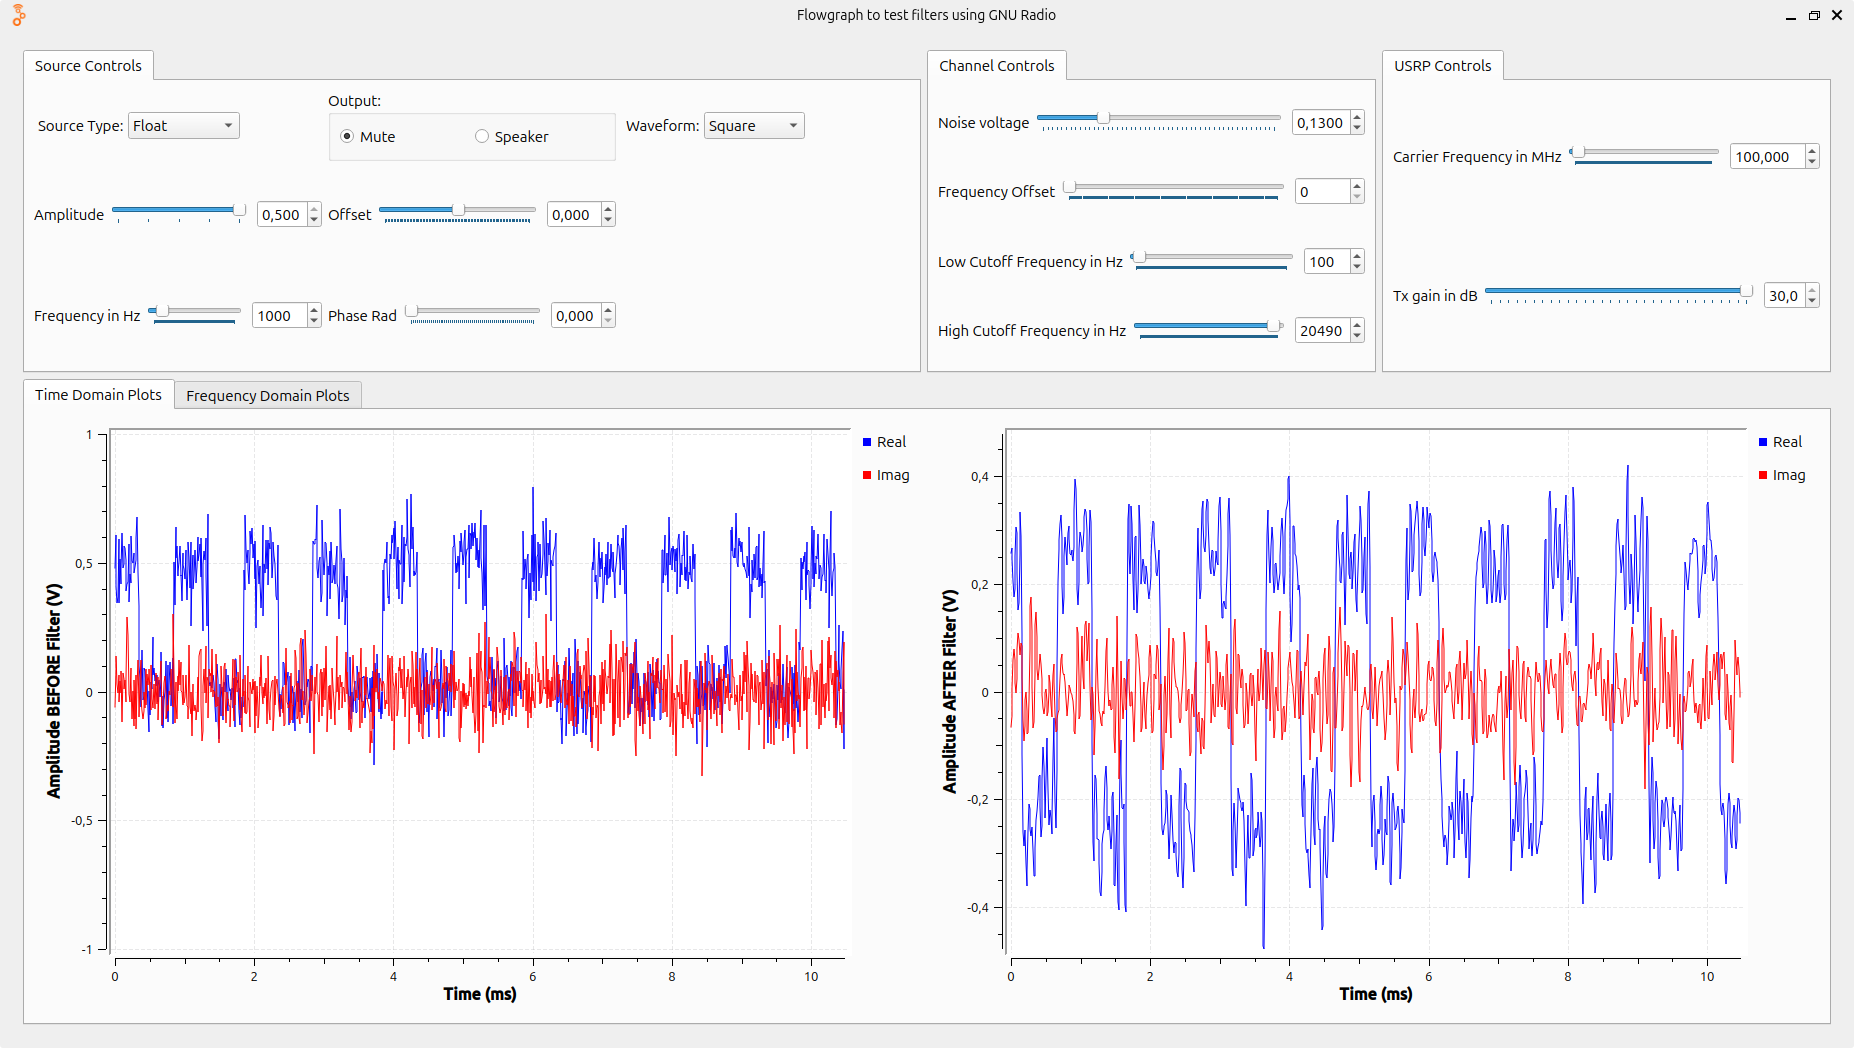 Flowgraph to test filters using GNU Radio
Source Controls
Source Type: Float
Output:
Mute Speaker
Waveform: Square
Amplitude 0,500 Offset 0,000
Frequency in Hz 1000 Phase Rad 0,000
Channel Controls
Noise voltage 0,1300
Frequency Offset 0
Low Cutoff Frequency in Hz 100
High Cutoff Frequency in Hz 20490
USRP Controls
Carrier Frequency in MHz 100,000
Tx gain in dB 30,0
Time Domain Plots Frequency Domain Plots
Amplitude BEFORE Filter (V)
1
0,5
0
-0,5
-1
0 2 4 6 8 10
Time (ms)
Real
Imag
Amplitude AFTER Filter (V)
0,4
0,2
0
-0,2
-0,4
0 2 4 6 8 10
Time (ms)
Real
Imag